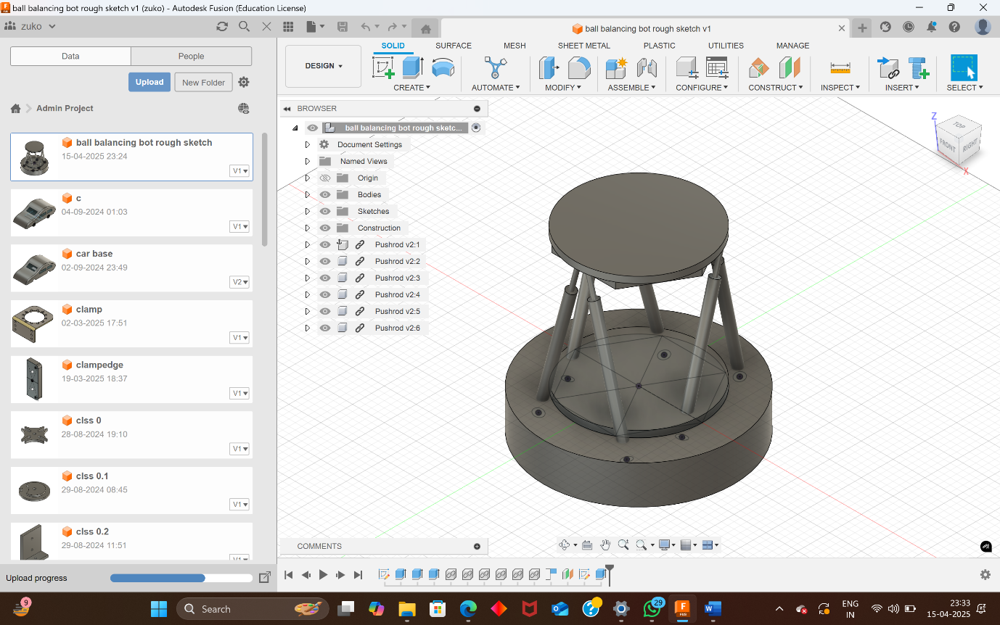 ball balancing bot rough sketch v1 (zuko) - Autodesk Fusion (Education License)
zuko
ball balancing bot rough sketch v1
Data People
Upload New Folder
Admin Project
ball balancing bot rough sketch
15-04-2025 23:24
V1
c
04-09-2024 01:03
V1
car base
02-09-2024 23:49
V2
clamp
02-03-2025 17:51
V1
clampedge
19-03-2025 18:37
V1
clss 0
28-08-2024 19:10
V1
clss 0.1
29-08-2024 08:45
V1
clss 0.2
29-08-2024 11:51
V1
Upload progress
DESIGN
SOLID SURFACE MESH SHEET METAL PLASTIC UTILITIES MANAGE
CREATE AUTOMATE MODIFY ASSEMBLE CONFIGURE CONSTRUCT INSPECT INSERT SELECT
BROWSER
ball balancing bot rough sketc...
Document Settings
Named Views
Origin
Bodies
Sketches
Construction
Pushrod v2:1
Pushrod v2:2
Pushrod v2:3
Pushrod v2:4
Pushrod v2:5
Pushrod v2:6
Z
TOP
FRONT RIGHT
X
COMMENTS
9
Search
29
F
FUS
ENG
IN
23:33
15-04-2025